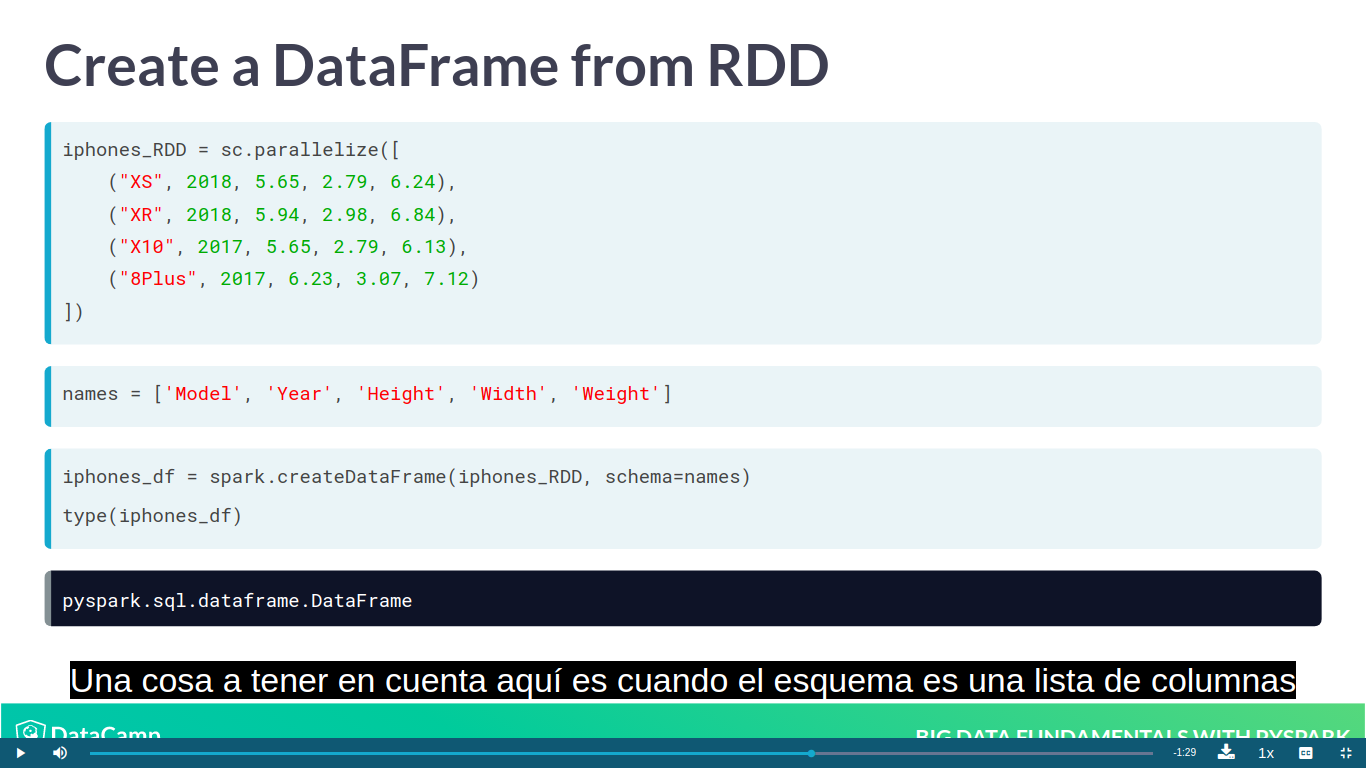 Create a DataFrame from RDD
iphones_RDD = sc.parallelize([
    ("XS", 2018, 5.65, 2.79, 6.24),
    ("XR", 2018, 5.94, 2.98, 6.84),
    ("X10", 2017, 5.65, 2.79, 6.13),
    ("8Plus", 2017, 6.23, 3.07, 7.12)
])
names = ['Model', 'Year', 'Height', 'Width', 'Weight']
iphones_df = spark.createDataFrame(iphones_RDD, schema=names)
type(iphones_df)
pyspark.sql.dataframe.DataFrame
Una cosa a tener en cuenta aquí es cuando el esquema es una lista de columnas
DataCamp
BIG DATA FUNDAMENTALS WITH PYSPARK
-1:29
1x
CC